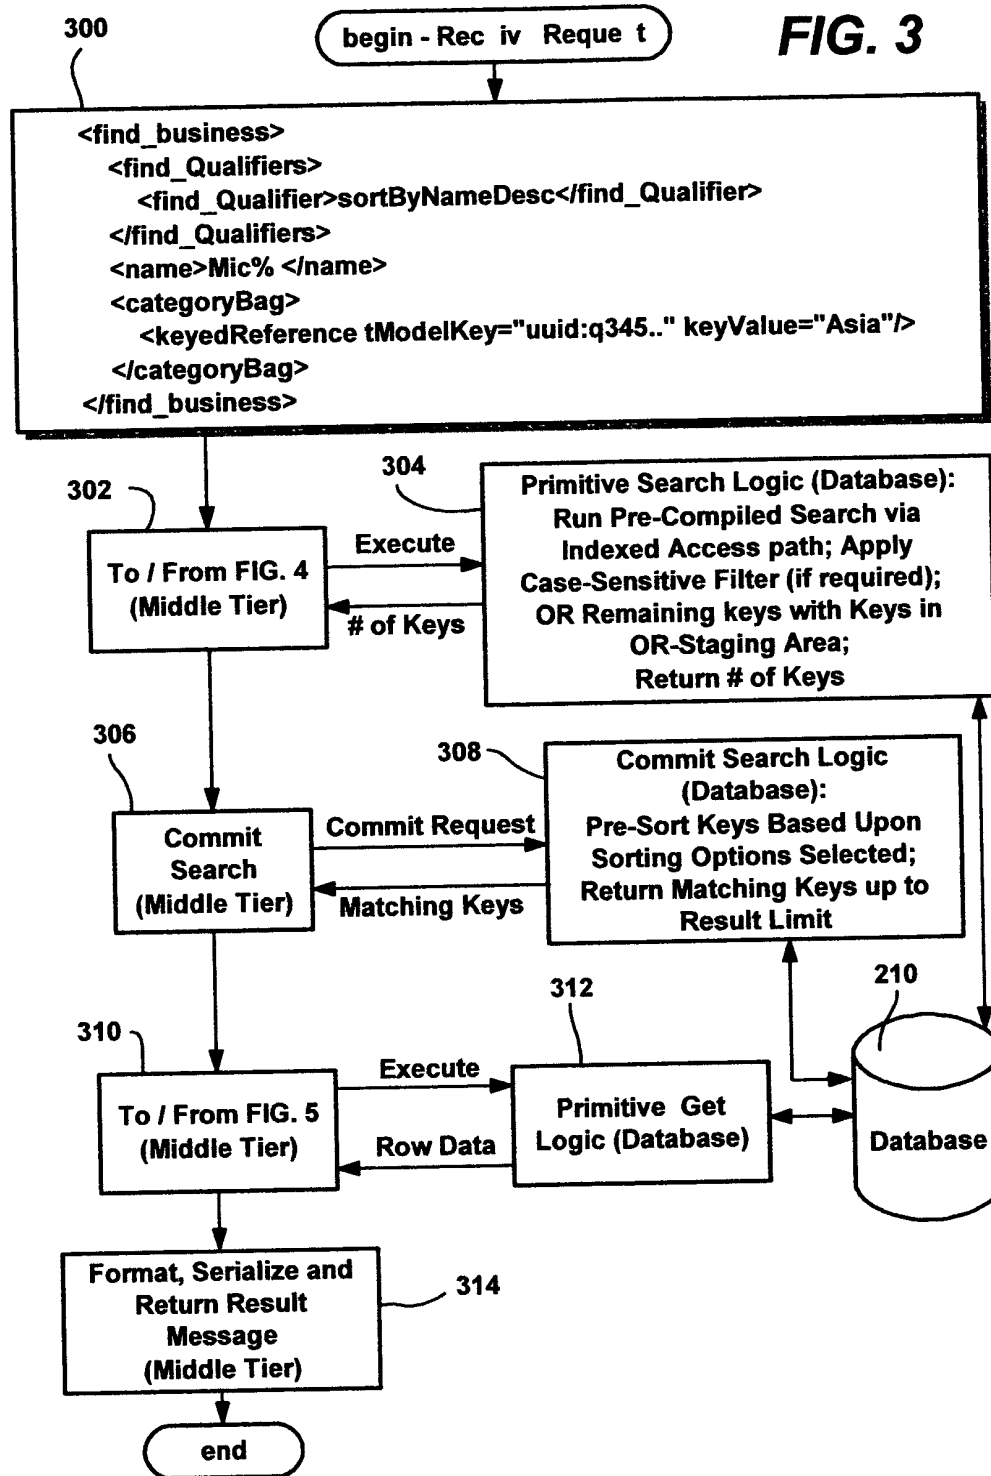 FIG. 3
begin - Rec iv Reque t
300
<find_business>
<find_Qualifiers>
<find_Qualifier>sortByNameDesc</find_Qualifier>
</find_Qualifiers>
<name>Mic% </name>
<categoryBag>
<keyedReference tModelKey="uuid:q345.." keyValue="Asia"/>
</categoryBag>
</find_business>
302
To / From FIG. 4
(Middle Tier)
Execute
# of Keys
304
Primitive Search Logic (Database):
Run Pre-Compiled Search via
Indexed Access path; Apply
Case-Sensitive Filter (if required);
OR Remaining keys with Keys in
OR-Staging Area;
Return # of Keys
306
Commit
Search
(Middle Tier)
Commit Request
Matching Keys
308
Commit Search Logic
(Database):
Pre-Sort Keys Based Upon
Sorting Options Selected;
Return Matching Keys up to
Result Limit
310
To / From FIG. 5
(Middle Tier)
Execute
Row Data
312
Primitive Get
Logic (Database)
210
Database
Format, Serialize and
Return Result
Message
(Middle Tier)
314
end